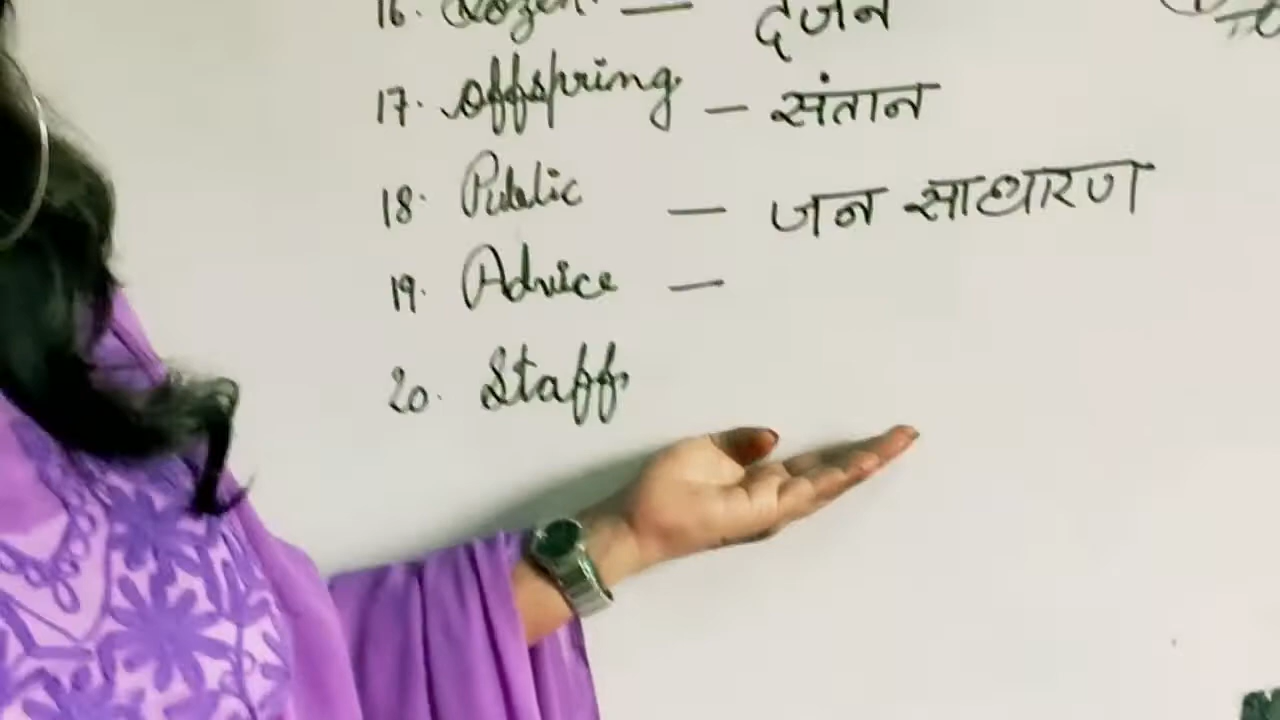 16. Dozen. — दर्जन
17. Offspring. — संतान
18. Public — जन साधारण
19. Advice —
20. Staff.